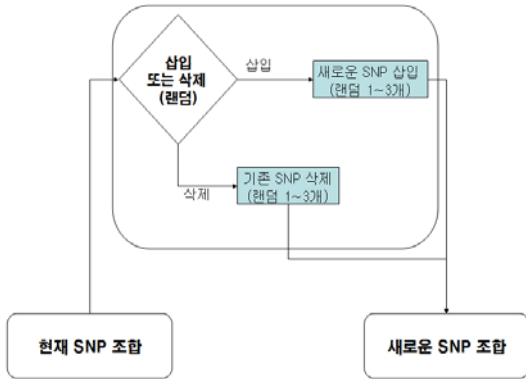 삽입
또는 삭제
(랜덤)
삽입
새로운 SNP 삽입
(랜덤 1~3개)
삭제
기존 SNP 삭제
(랜덤 1~3개)
현재 SNP 조합
새로운 SNP 조합